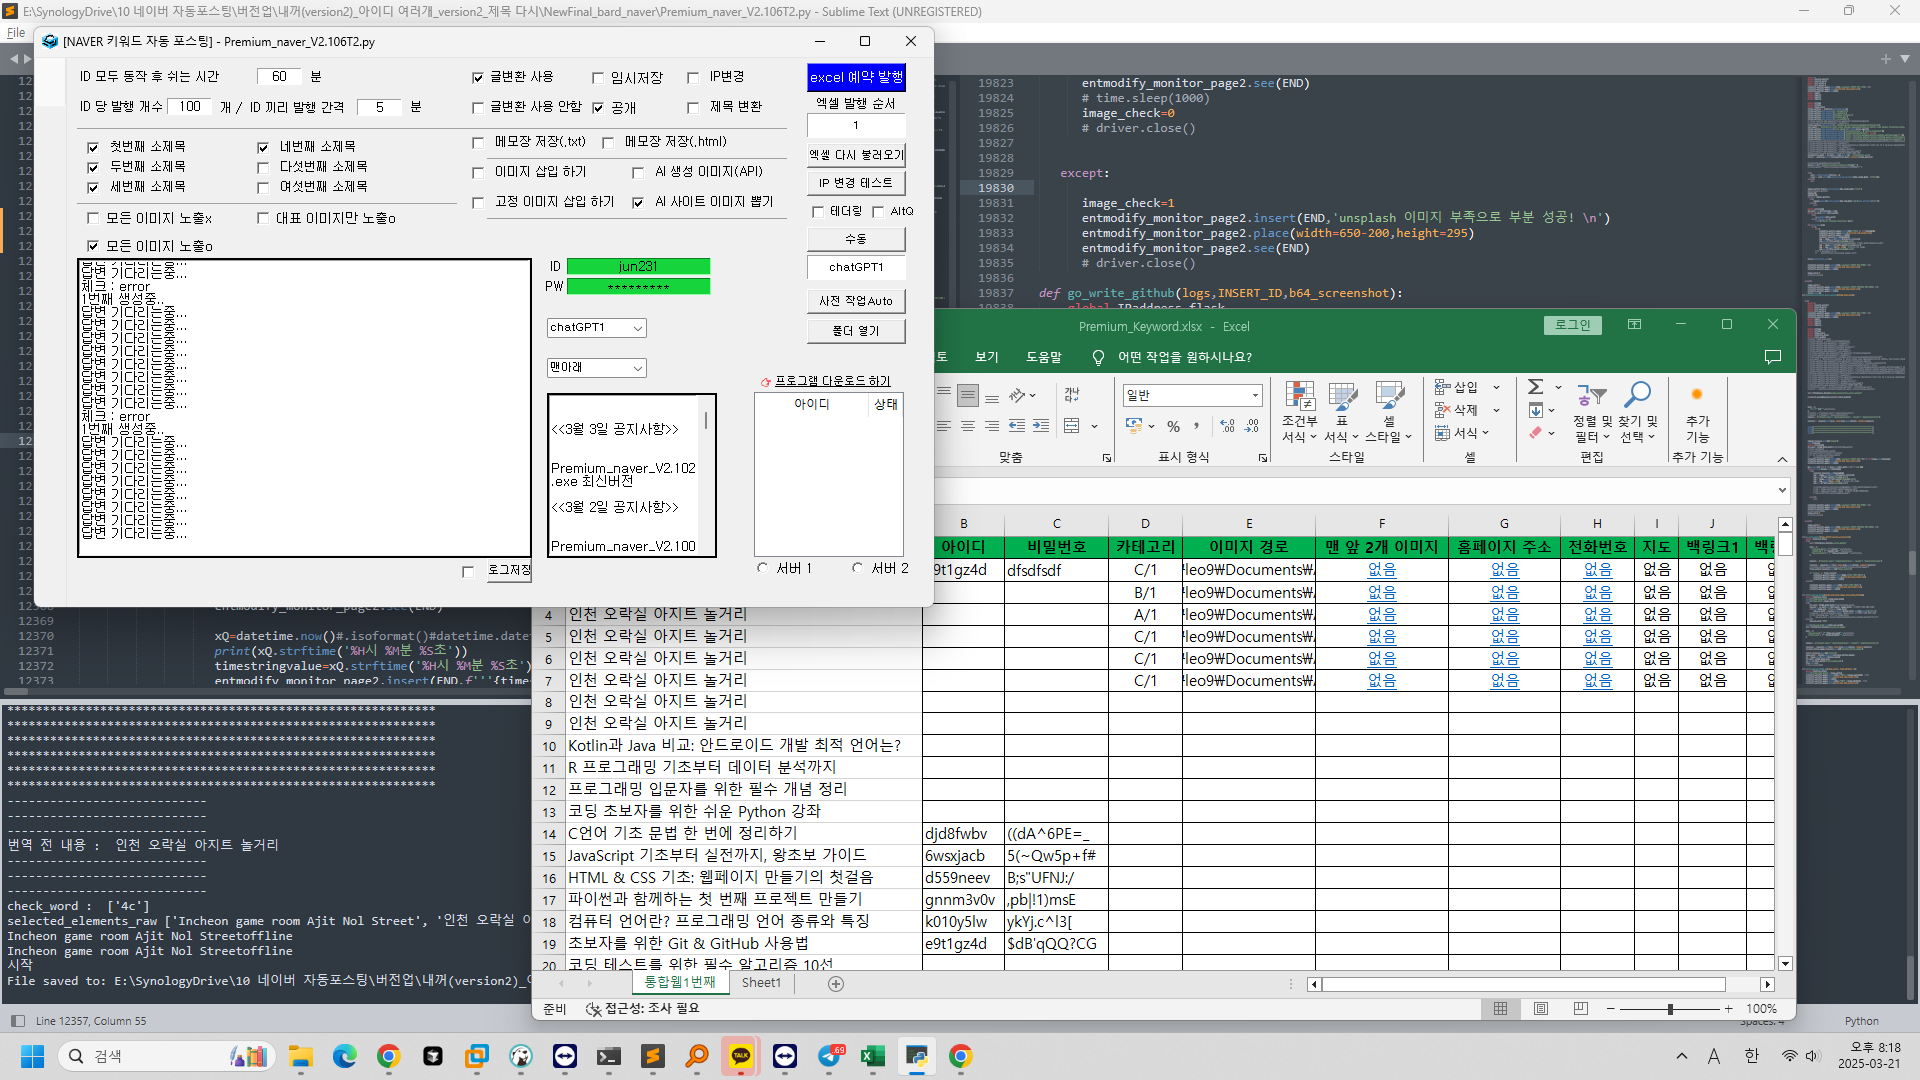 E:\SynologyDrive\10 네이버 자동포스팅\버전업\내꺼(version2)_아이디 여러개_version2_제목 다시\NewFinal_bard_naver\Premium_naver_V2.106T2.py - Sublime Text (UNREGISTERED)
File
[NAVER 키워드 자동 포스팅] - Premium_naver_V2.106T2.py
ID 모두 동작 후 쉬는 시간 60 분
글변환 사용 임시저장 IP변경
excel 예약 발행
ID 당 발행 개수 100 개 / ID 끼리 발행 간격 5 분
글변환 사용 안함 공개 제목 변환
엑셀 발행 순서
1
메모장 저장(.txt) 메모장 저장(.html)
첫번째 소제목 네번째 소제목
두번째 소제목 다섯번째 소제목
세번째 소제목 여섯번째 소제목
엑셀 다시 불러오기
이미지 삽입 하기 AI 생성 이미지(API)
IP 변경 테스트
고정 이미지 삽입 하기 AI 사이트 이미지 뽑기
테더링 AltQ
모든 이미지 노출x 대표 이미지만 노출o
모든 이미지 노출o
수동
chatGPT1
사전 작업Auto
폴더 열기
답변 기다리는중...
체크 : error
1번째 생성중..
답변 기다리는중...
답변 기다리는중...
답변 기다리는중...
답변 기다리는중...
답변 기다리는중...
답변 기다리는중...
답변 기다리는중...
답변 기다리는중...
체크 : error
1번째 생성중..
답변 기다리는중...
답변 기다리는중...
답변 기다리는중...
답변 기다리는중...
답변 기다리는중...
답변 기다리는중...
답변 기다리는중...
답변 기다리는중...
ID jun231
PW *********
chatGPT1
맨아래
<<3월 3일 공지사항>>
Premium_naver_V2.102
.exe 최신버전
<<3월 2일 공지사항>>
Premium_naver_V2.100
프로그램 다운로드 하기
아이디 상태
서버 1 서버 2
로그저장
19823 entmodify_monitor_page2.see(END)
19824 # time.sleep(1000)
19825 image_check=0
19826 # driver.close()
19827
19828
except:
19830
19831 image_check=1
19832 entmodify_monitor_page2.insert(END,'unsplash 이미지 부족으로 부분 성공! \n')
19833 entmodify_monitor_page2.place(width=650-200,height=295)
19834 entmodify_monitor_page2.see(END)
19835 # driver.close()
19836
19837 def go_write_github(logs,INSERT_ID,b64_screenshot):
12369
12370 xQ=datetime.now()#.isoformat()#datetime.date
12371 print(xQ.strftime('%H시 %M분 %S초'))
12372 timestringvalue=xQ.strftime('%H시 %M분 %S초')
12373 entmodify_monitor_page2.insert(END,f'''{times
Premium_Keyword.xlsx - Excel
로그인
토 보기 도움말 어떤 작업을 원하시나요?
일반
조건부 서식 표 서식 셀 스타일
삽입
삭제
서식
정렬 및 필터 찾기 및 선택
추가 기능
맞춤 표시 형식 스타일 셀 편집 추가 기능
B C D E F G H I J
아이디 비밀번호 카테고리 이미지 경로 맨 앞 2개 이미지 홈페이지 주소 전화번호 지도 백링크1
9t1gz4d dfsdfsdf C/1 leo9₩Documents₩ 없음 없음 없음 없음 없음
B/1 leo9₩Documents₩ 없음 없음 없음 없음 없음
4 인천 오락실 아지트 놀거리 A/1 leo9₩Documents₩ 없음 없음 없음 없음 없음
5 인천 오락실 아지트 놀거리 C/1 leo9₩Documents₩ 없음 없음 없음 없음 없음
6 인천 오락실 아지트 놀거리 C/1 leo9₩Documents₩ 없음 없음 없음 없음 없음
7 인천 오락실 아지트 놀거리 C/1 leo9₩Documents₩ 없음 없음 없음 없음 없음
8 인천 오락실 아지트 놀거리
9 인천 오락실 아지트 놀거리
10 Kotlin과 Java 비교: 안드로이드 개발 최적 언어는?
11 R 프로그래밍 기초부터 데이터 분석까지
12 프로그래밍 입문자를 위한 필수 개념 정리
13 코딩 초보자를 위한 쉬운 Python 강좌
14 C언어 기초 문법 한 번에 정리하기 djd8fwbv ((dA^6PE=_
15 JavaScript 기초부터 실전까지, 왕초보 가이드 6wsxjacb 5(~Qw5p+f#
16 HTML & CSS 기초: 웹페이지 만들기의 첫걸음 d559neev B;s"UFNJ:/
17 파이썬과 함께하는 첫 번째 프로젝트 만들기 gnnm3v0v ,pb|!1)msE
18 컴퓨터 언어란? 프로그래밍 언어 종류와 특징 k010y5lw ykYj.c^l3[
19 초보자를 위한 Git & GitHub 사용법 e9t1gz4d $dB'qQQ?CG
20 코딩 테스트를 위한 필수 알고리즘 10선
통합웹1번째 Sheet1
준비 접근성: 조사 필요 100%
************************************************************
************************************************************
************************************************************
************************************************************
************************************************************
************************************************************
----------------------------
----------------------------
----------------------------
번역 전 내용 : 인천 오락실 아지트 놀거리
----------------------------
----------------------------
----------------------------
check_word : ['4c']
selected_elements_raw ['Incheon game room Ajit Nol Street', '인천 오락실 아
Incheon game room Ajit Nol Streetoffline
Incheon game room Ajit Nol Streetoffline
시작
File saved to: E:\SynologyDrive\10 네이버 자동포스팅\버전업\내꺼(version2)_아
Line 12357, Column 55 Spaces: 4 Python
검색
TALK
69
A 한
오후 8:18
2025-03-21